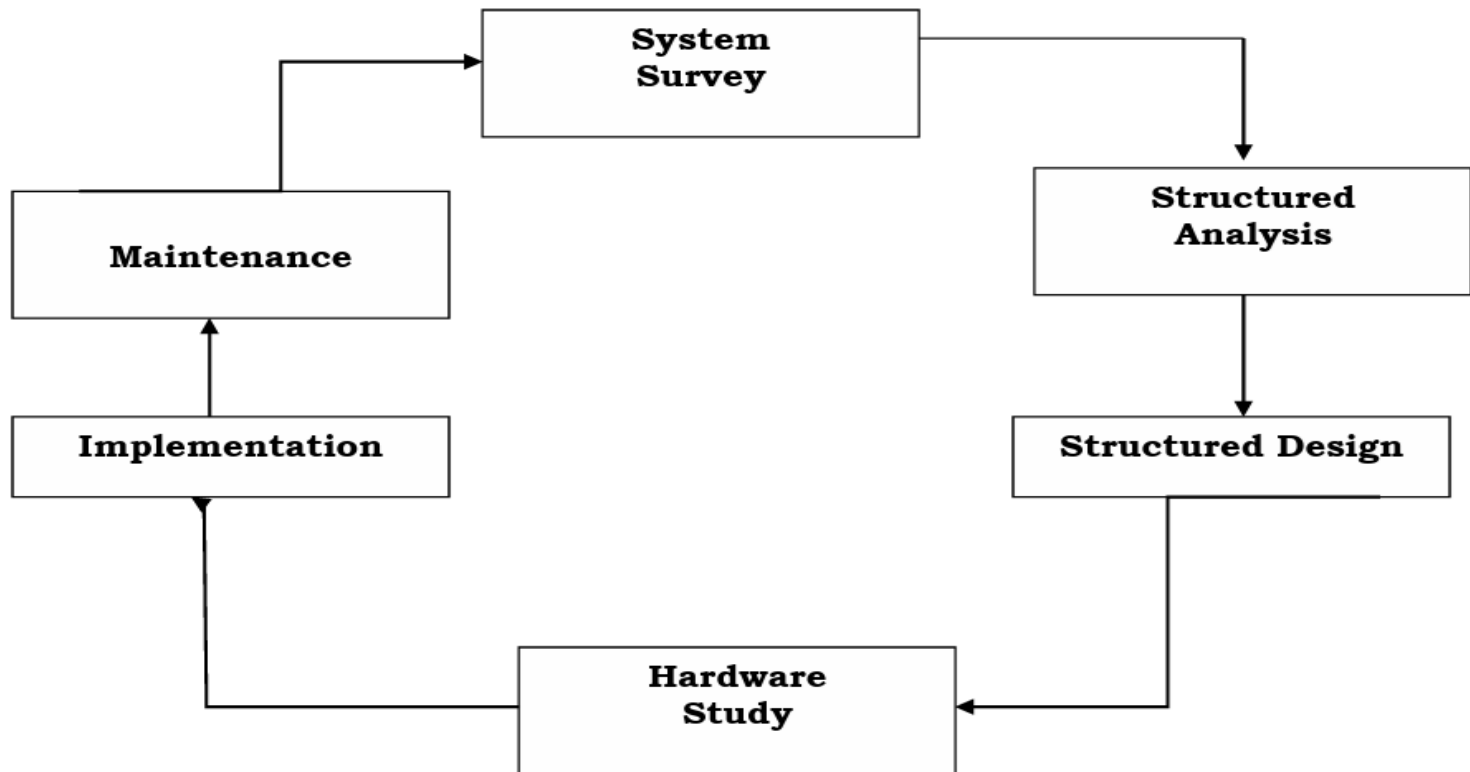 System
Survey
Structured
Analysis
Maintenance
Implementation
Structured Design
Hardware
Study